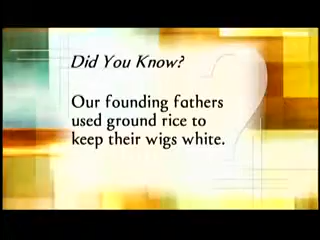 Did You Know?
Our founding fathers
used ground rice to
keep their wigs white.